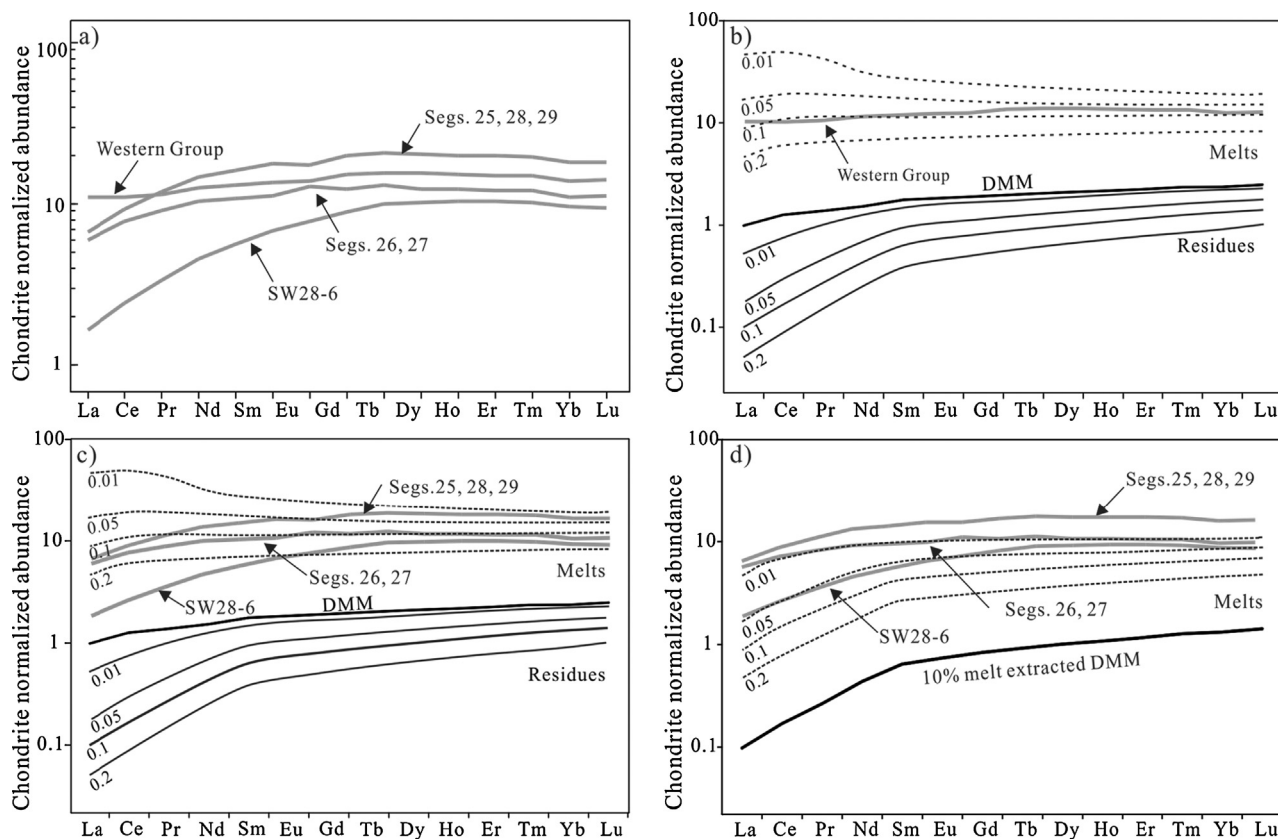 a)
100
10
1
Chondrite normalized abundance
Western Group
Segs. 25, 28, 29
Segs. 26, 27
SW28-6
La Ce Pr Nd Sm Eu Gd Tb Dy Ho Er Tm Yb Lu
b)
100
10
1
0.1
Chondrite normalized abundance
0.01
0.05
0.1
0.2
Western Group
Melts
DMM
Residues
0.01
0.05
0.1
0.2
La Ce Pr Nd Sm Eu Gd Tb Dy Ho Er Tm Yb Lu
c)
100
10
1
0.1
Chondrite normalized abundance
0.01
0.05
0.1
0.2
Segs.25, 28, 29
Segs. 26, 27
Melts
SW28-6
DMM
Residues
0.01
0.05
0.1
0.2
La Ce Pr Nd Sm Eu Gd Tb Dy Ho Er Tm Yb Lu
d)
100
10
1
0.1
Chondrite normalized abundance
Segs.25, 28, 29
0.01
0.05
0.1
0.2
Segs. 26, 27
Melts
SW28-6
10% melt extracted DMM
La Ce Pr Nd Sm Eu Gd Tb Dy Ho Er Tm Yb Lu